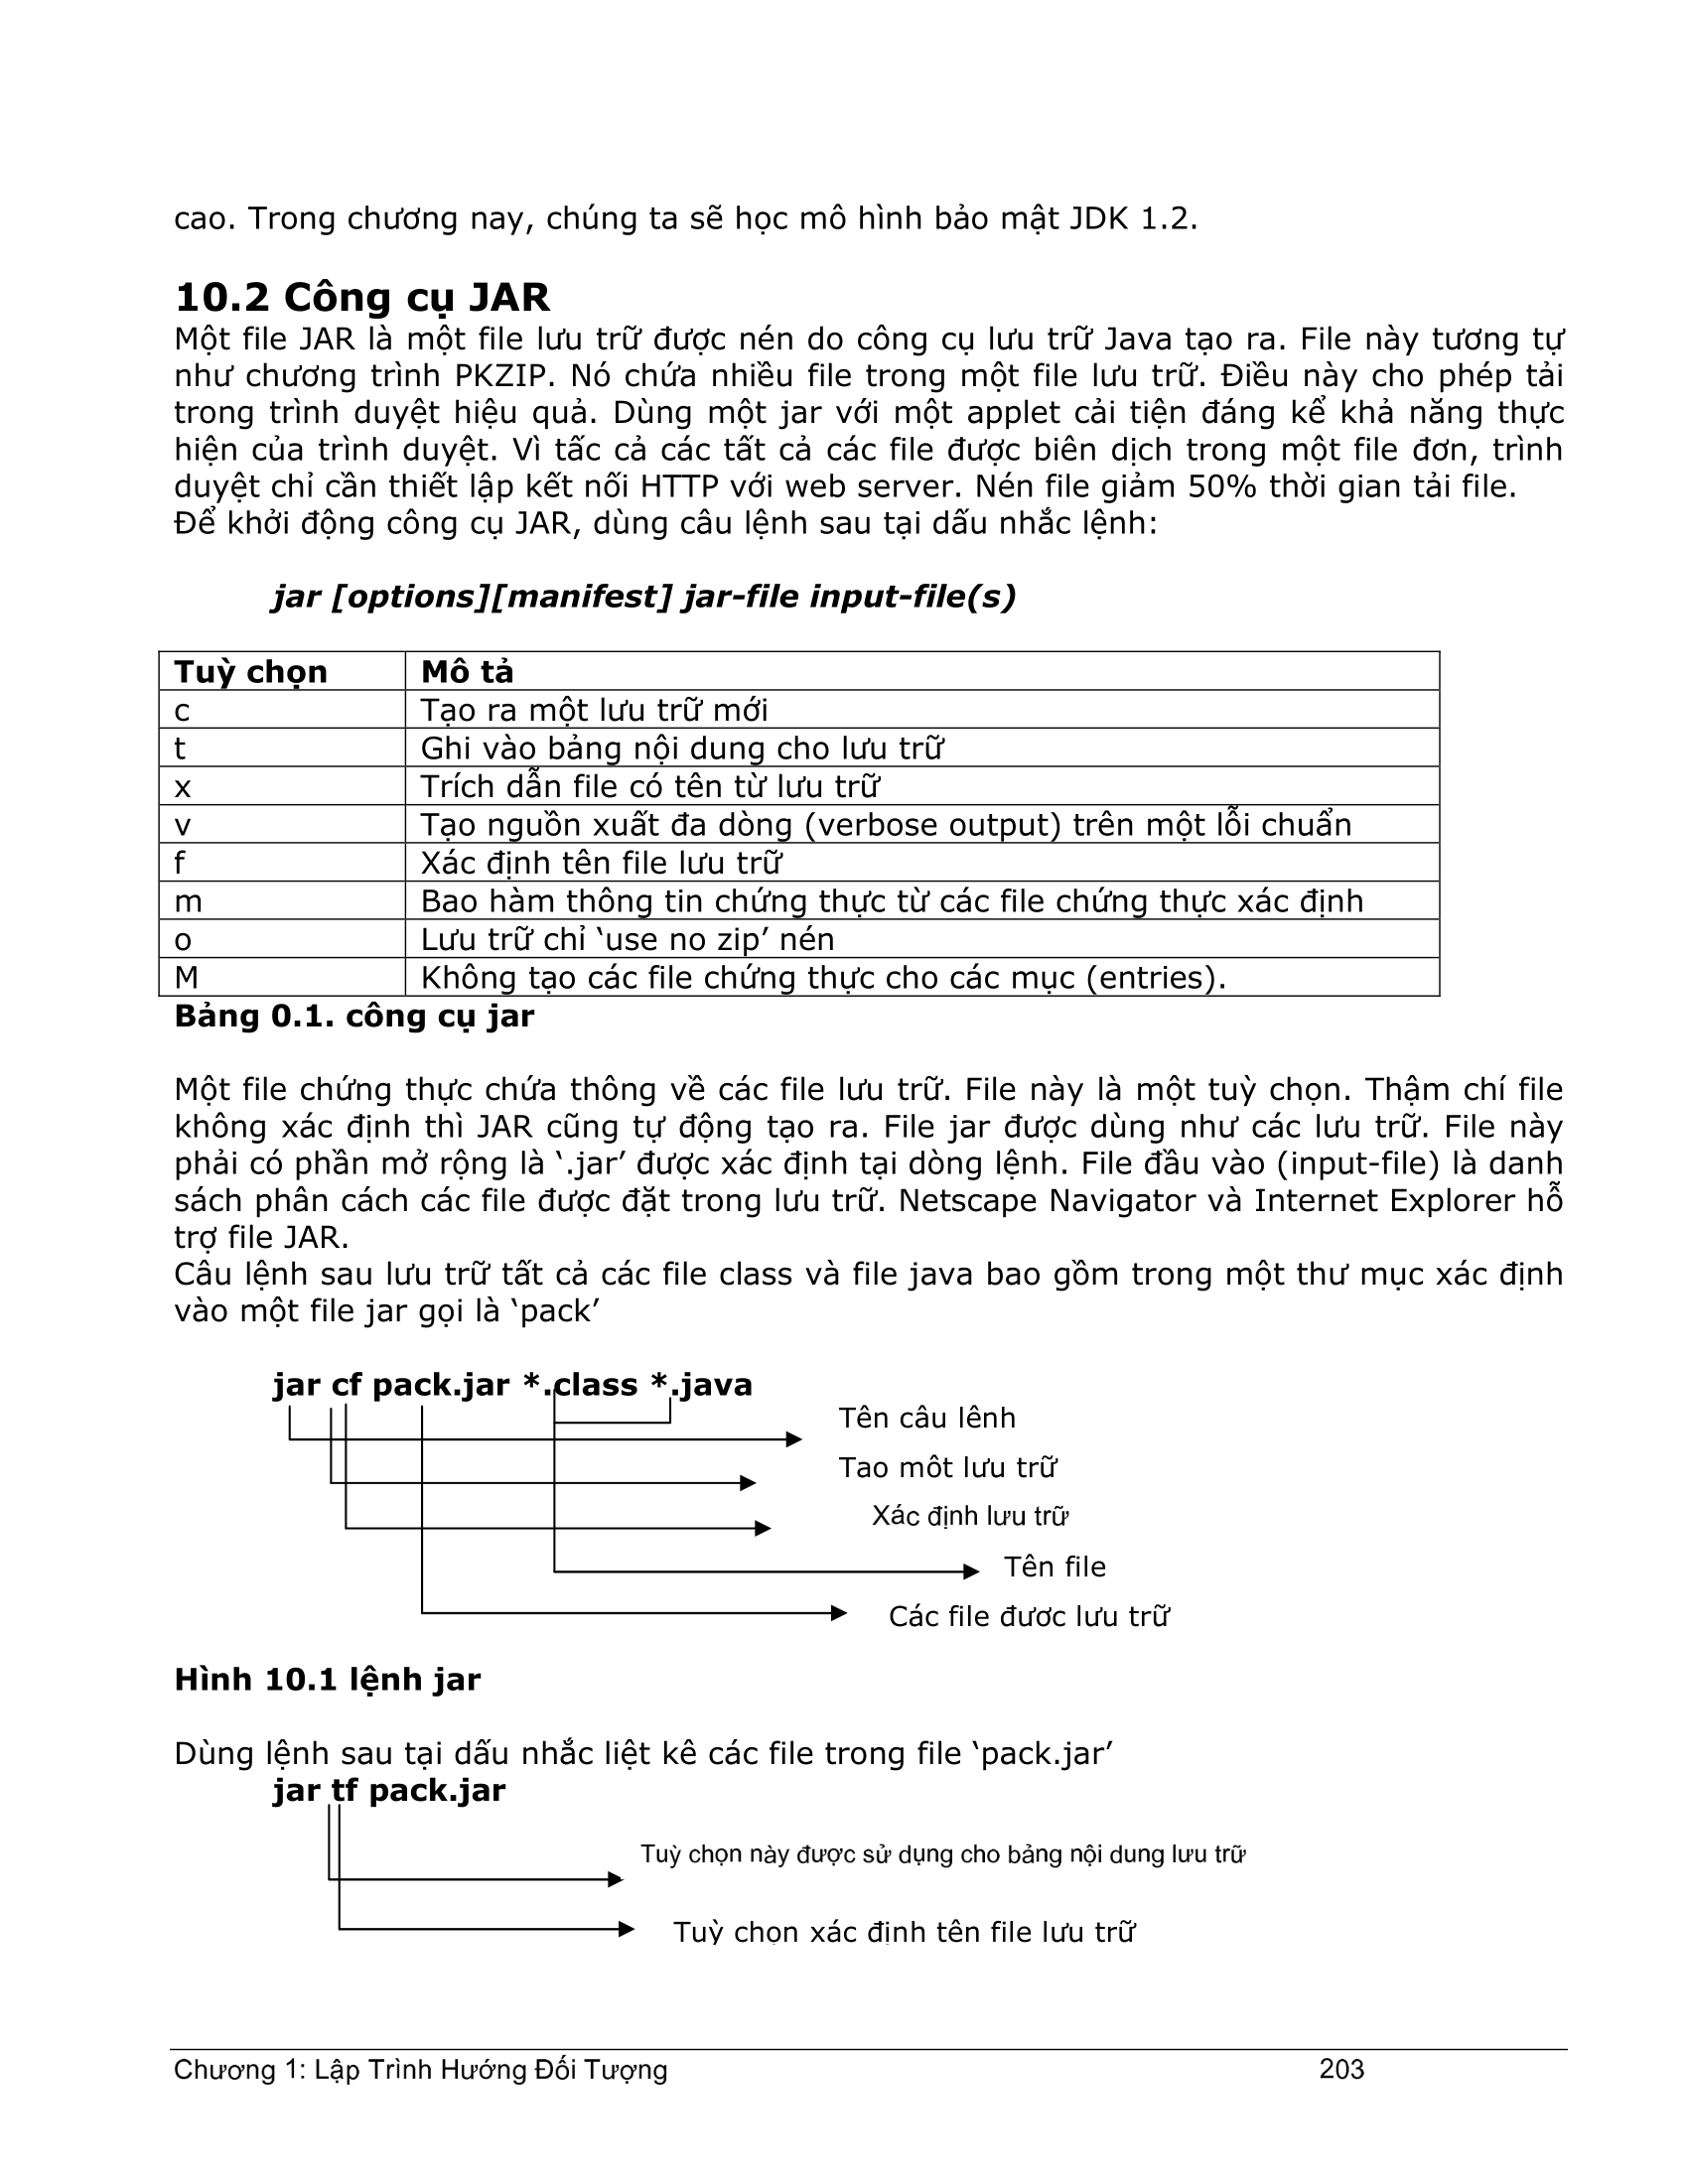 cao. Trong chương nay, chúng ta sẽ học mô hình bảo mật JDK 1.2.
10.2 Công cụ JAR
Một file JAR là một file lưu trữ được nén do công cụ lưu trữ Java tạo ra. File này tương tự
như chương trình PKZIP. Nó chứa nhiều file trong một file lưu trữ. Điều này cho phép tải
trong trình duyệt hiệu quả. Dùng một jar với một applet cải tiện đáng kể khả năng thực
hiện của trình duyệt. Vì tấc cả các tất cả các file được biên dịch trong một file đơn, trình
duyệt chỉ cần thiết lập kết nối HTTP với web server. Nén file giảm 50% thời gian tải file.
Để khởi động công cụ JAR, dùng câu lệnh sau tại dấu nhắc lệnh:
jar [options][manifest] jar-file input-file(s)
Tuỳ chọn Mô tả
c Tạo ra một lưu trữ mới
t Ghi vào bảng nội dung cho lưu trữ
x Trích dẫn file có tên từ lưu trữ
v Tạo nguồn xuất đa dòng (verbose output) trên một lỗi chuẩn
f Xác định tên file lưu trữ
m Bao hàm thông tin chứng thực từ các file chứng thực xác định
o Lưu trữ chỉ ‘use no zip’ nén
M Không tạo các file chứng thực cho các mục (entries).
Bảng 0.1. công cụ jar
Một file chứng thực chứa thông về các file lưu trữ. File này là một tuỳ chọn. Thậm chí file
không xác định thì JAR cũng tự động tạo ra. File jar được dùng như các lưu trữ. File này
phải có phần mở rộng là ‘.jar’ được xác định tại dòng lệnh. File đầu vào (input-file) là danh
sách phân cách các file được đặt trong lưu trữ. Netscape Navigator và Internet Explorer hỗ
trợ file JAR.
Câu lệnh sau lưu trữ tất cả các file class và file java bao gồm trong một thư mục xác định
vào một file jar gọi là ‘pack’
jar cf pack.jar *.class *.java
Tên câu lênh
Tao môt lưu trữ
Xác định lưu trữ
Tên file
Các file đươc lưu trữ
Hình 10.1 lệnh jar
Dùng lệnh sau tại dấu nhắc liệt kê các file trong file ‘pack.jar’
jar tf pack.jar
Tuỳ chọn này được sử dụng cho bảng nội dung lưu trữ
Tuỳ chọn xác định tên file lưu trữ
Chương 1: Lập Trình Hướng Đối Tượng 203